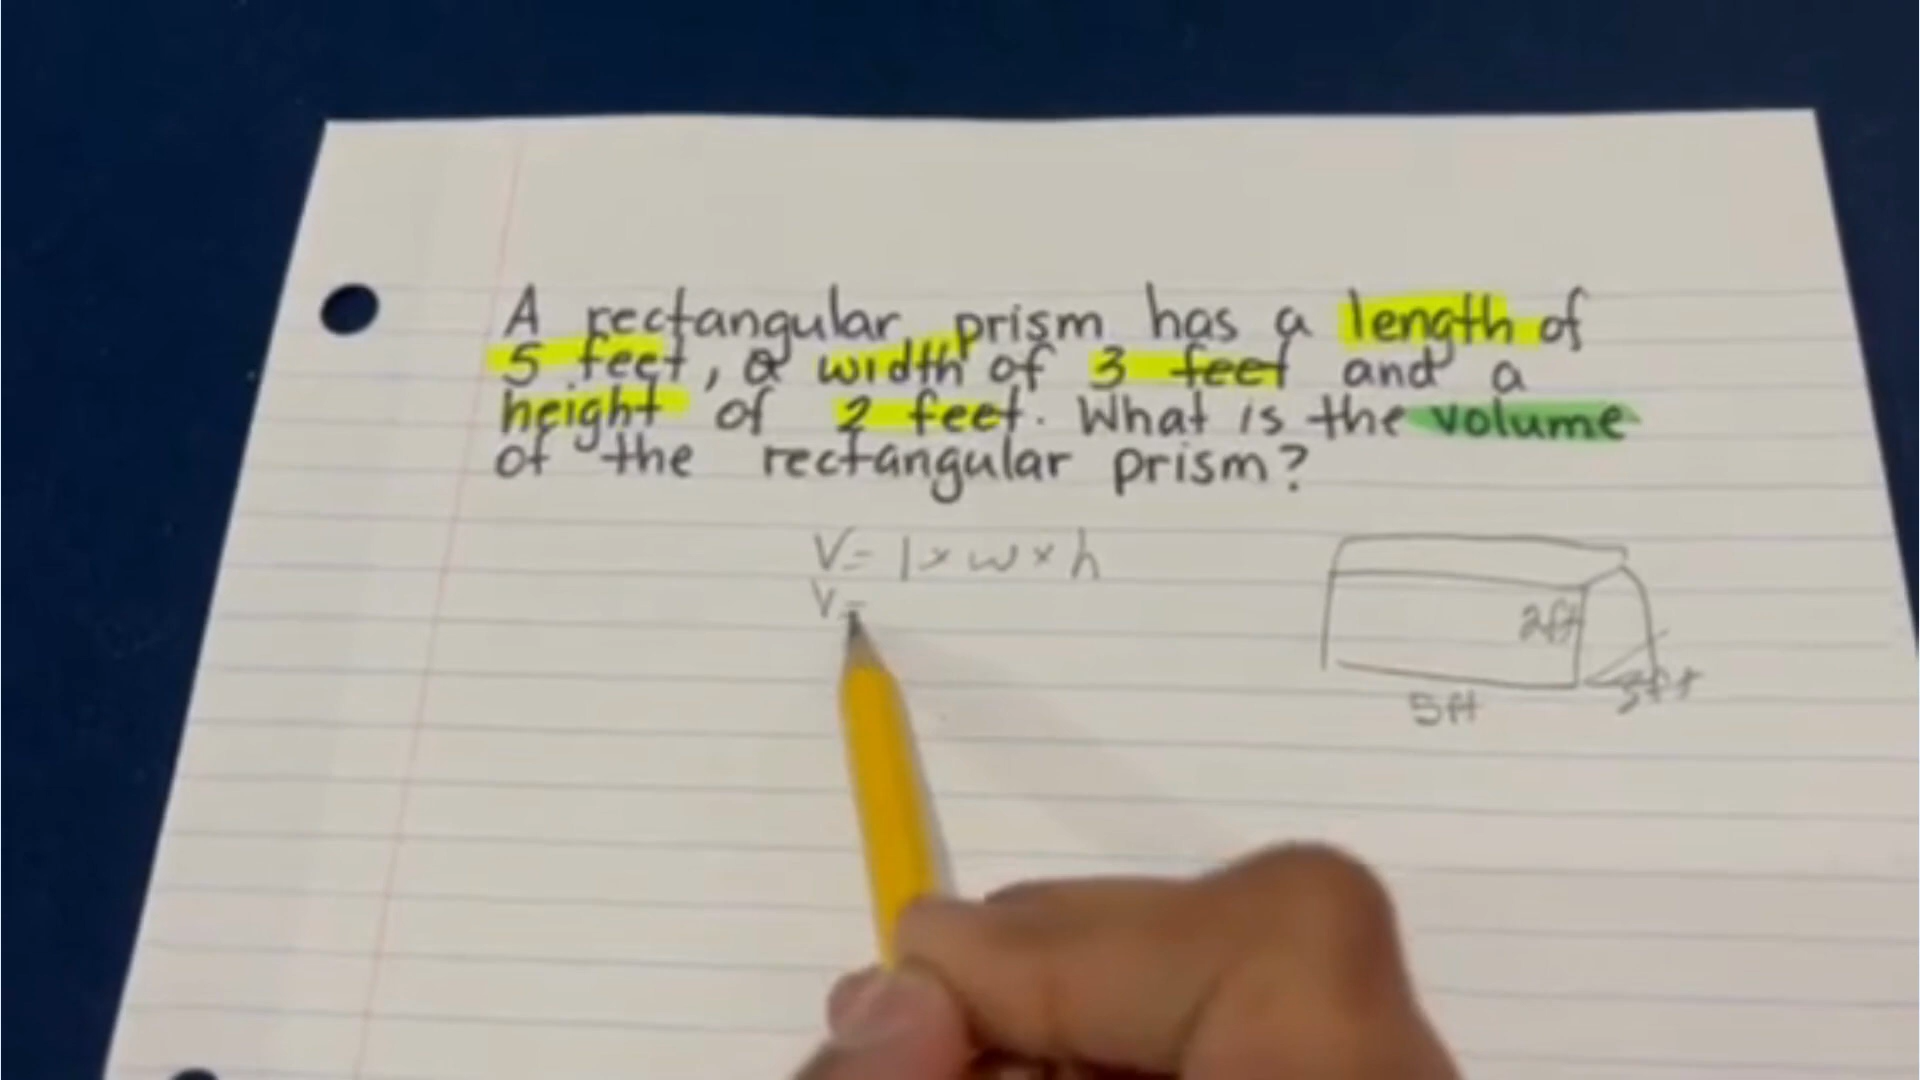 A rectangular prism has a length of
5 feet, a width of 3 feet and a
height of 2 feet. What is the volume
of the rectangular prism?
V= l x w x h
V=
2ft
3ft
5ft